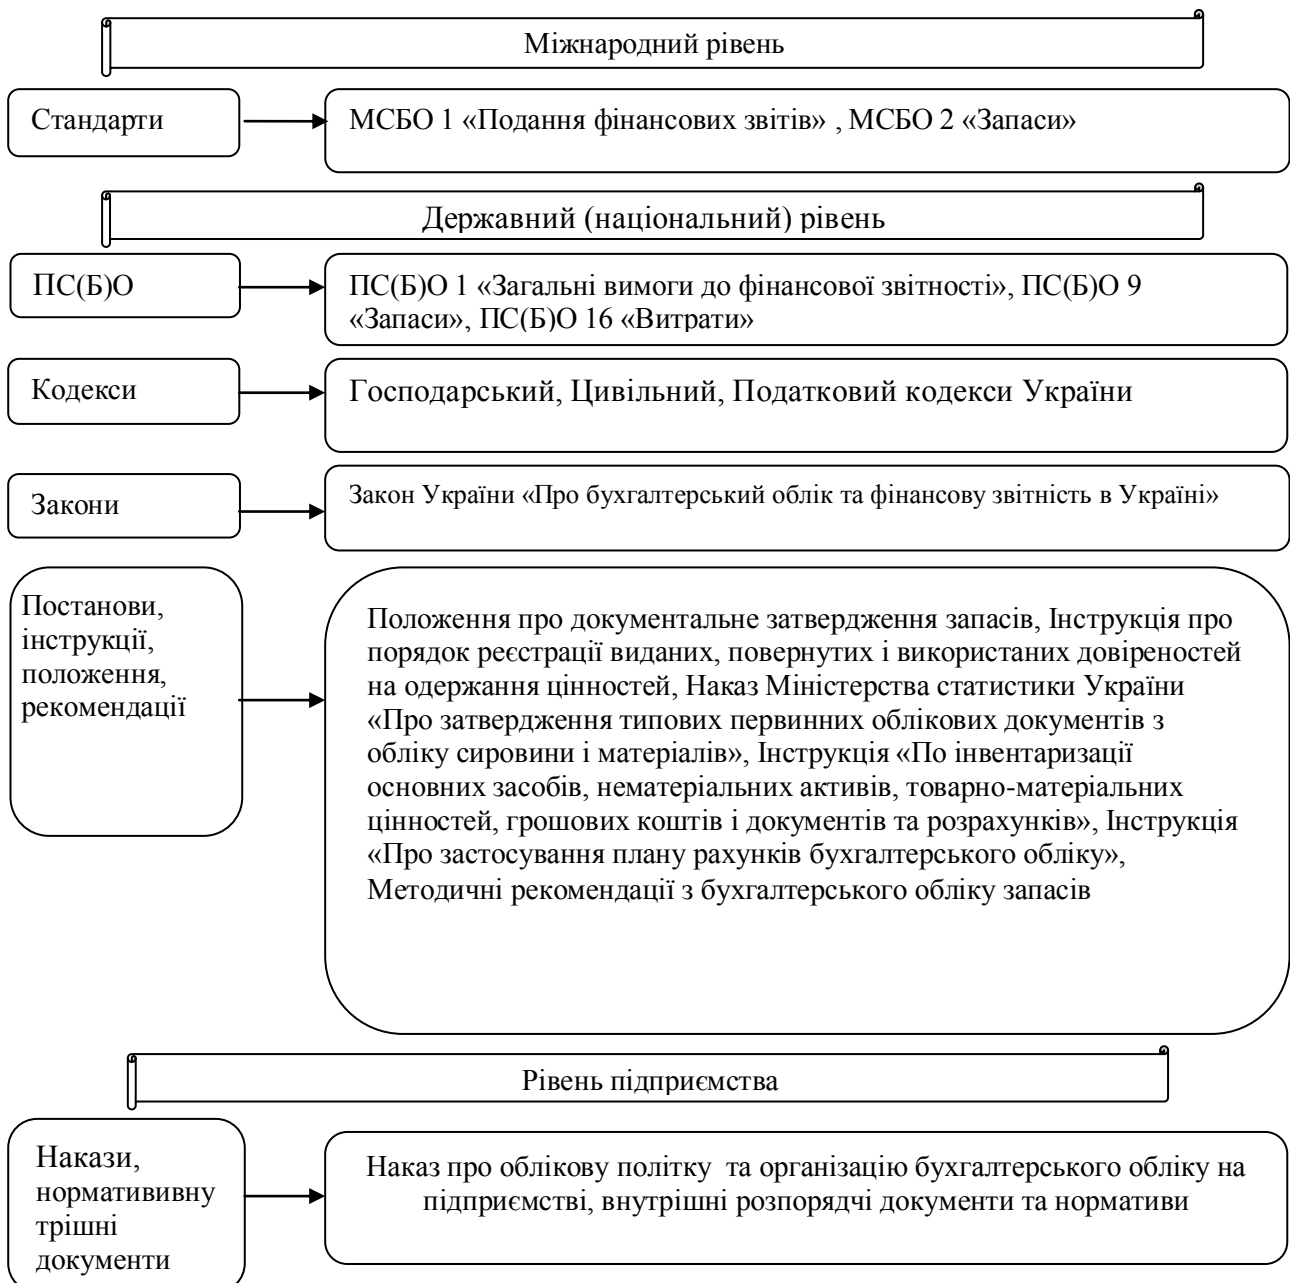 Міжнародний рівень
Стандарти
МСБО 1 «Подання фінансових звітів» , МСБО 2 «Запаси»
Державний (національний) рівень
ПС(Б)О
ПС(Б)О 1 «Загальні вимоги до фінансової звітності», ПС(Б)О 9
«Запаси», ПС(Б)О 16 «Витрати»
Кодекси
Господарський, Цивільний, Податковий кодекси України
Закони
Закон України «Про бухгалтерський облік та фінансову звітність в Україні»
Постанови,
інструкції,
положення,
рекомендації
Положення про документальне затвердження запасів, Інструкція про
порядок реєстрації виданих, повернутих і використаних довіреностей
на одержання цінностей, Наказ Міністерства статистики України
«Про затвердження типових первинних облікових документів з
обліку сировини і матеріалів», Інструкція «По інвентаризації
основних засобів, нематеріальних активів, товарно-матеріальних
цінностей, грошових коштів і документів та розрахунків», Інструкція
«Про застосування плану рахунків бухгалтерського обліку»,
Методичні рекомендації з бухгалтерського обліку запасів
Рівень підприємства
Накази,
норматививну
трішні
документи
Наказ про облікову політку та організацію бухгалтерського обліку на
підприємстві, внутрішні розпорядчі документи та нормативи